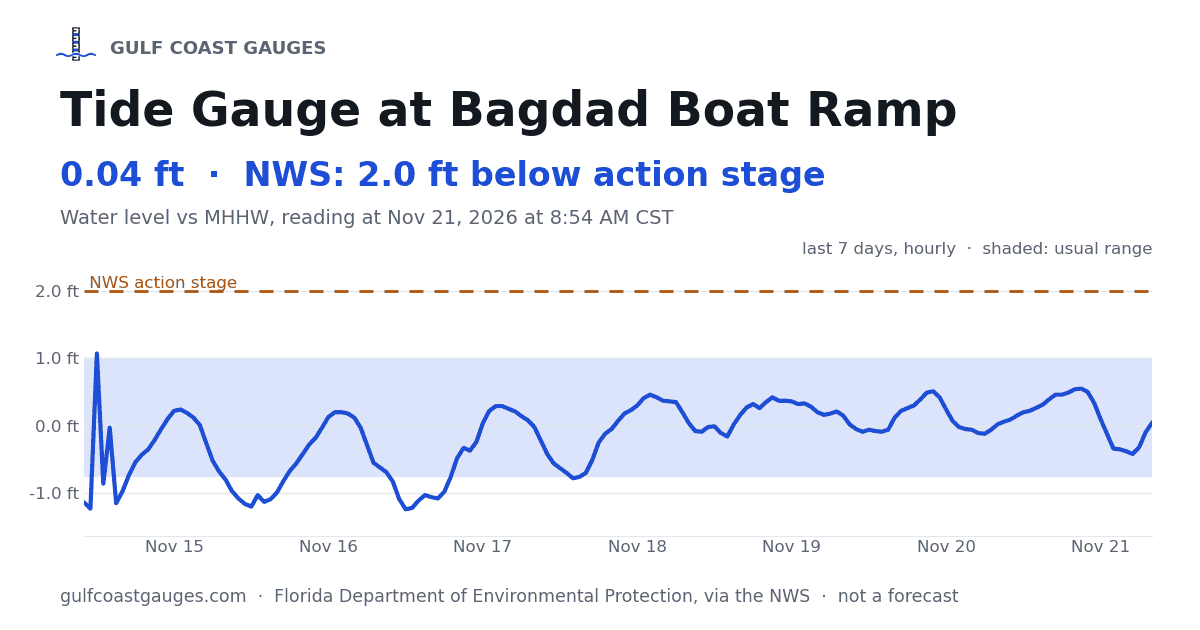 GULF COAST GAUGES
Tide Gauge at Bagdad Boat Ramp
0.04 ft · NWS: 2.0 ft below action stage
Water level vs MHHW, reading at Nov 21, 2026 at 8:54 AM CST
last 7 days, hourly · shaded: usual range
NWS action stage
2.0 ft
1.0 ft
0.0 ft
-1.0 ft
Nov 15 Nov 16 Nov 17 Nov 18 Nov 19 Nov 20 Nov 21
gulfcoastgauges.com · Florida Department of Environmental Protection, via the NWS · not a forecast